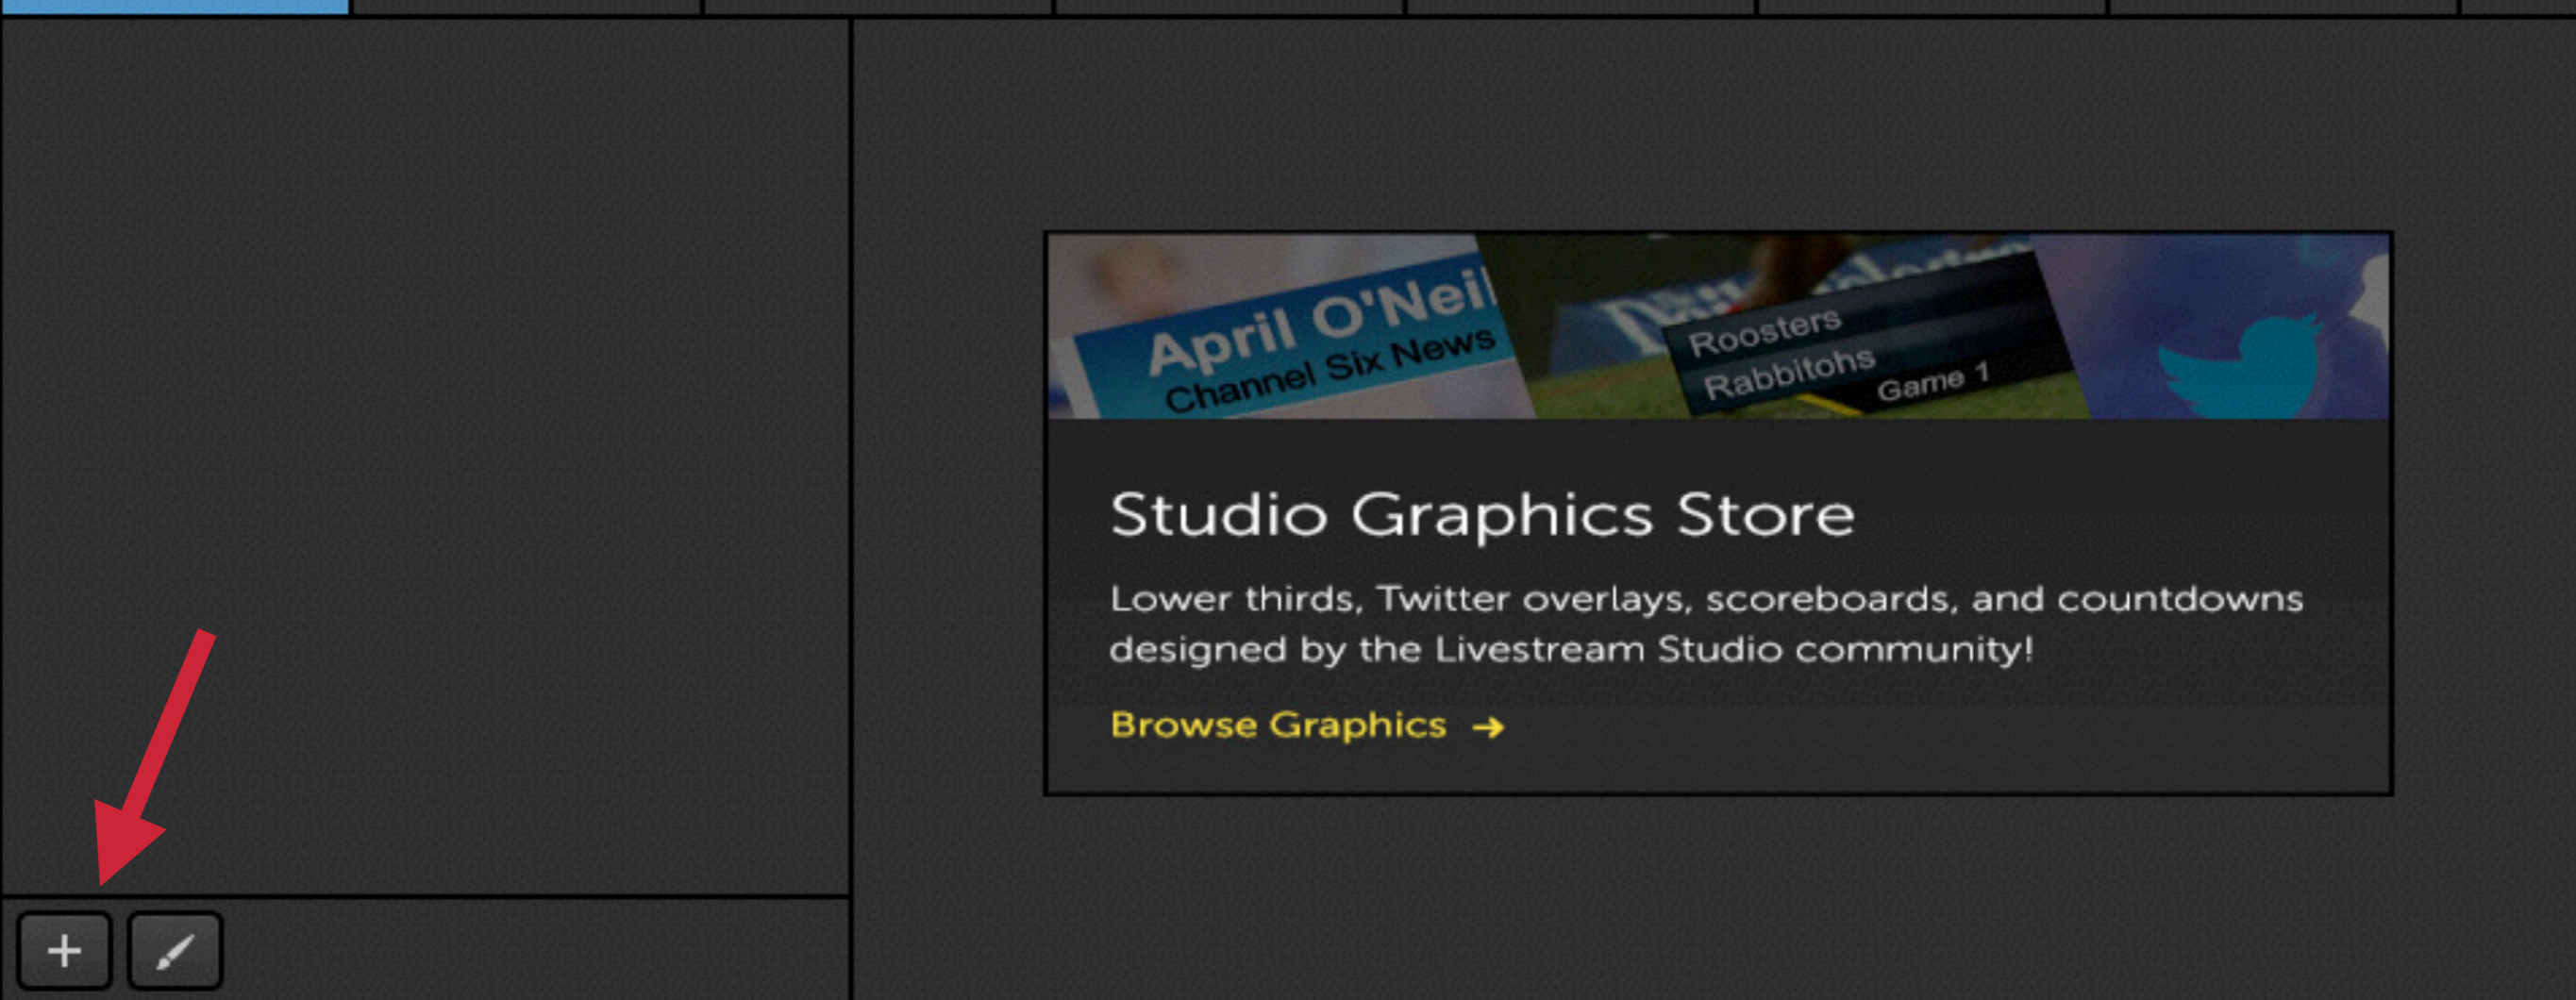 April O'Neil
Channel Six News
Roosters
Rabbitohs
Game 1
Studio Graphics Store
Lower thirds, Twitter overlays, scoreboards, and countdowns
designed by the Livestream Studio community!
Browse Graphics →